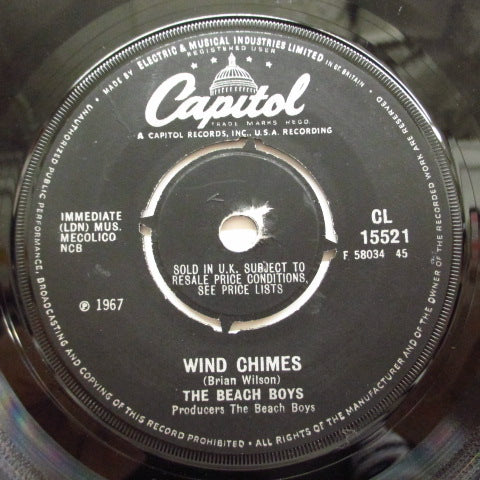 MADE BY ELECTRIC & MUSICAL INDUSTRIES LIMITED IN GT. BRITAIN •
REGISTERED USER
Capitol
TRADE MARKS REGD.
A CAPITOL RECORDS, INC., U.S.A. RECORDING
IMMEDIATE
(LDN) MUS.
MECOLICO
NCB
CL
15521
F 58034 45
SOLD IN U.K. SUBJECT TO
RESALE PRICE CONDITIONS,
SEE PRICE LISTS
℗ 1967
WIND CHIMES
(Brian Wilson)
THE BEACH BOYS
Producers The Beach Boys
UNAUTHORIZED PUBLIC PERFORMANCE, BROADCASTING AND COPYING OF THIS RECORD PROHIBITED • ALL RIGHTS OF THE MANUFACTURER AND OF THE OWNER OF THE RECORDED WORK RESERVED •